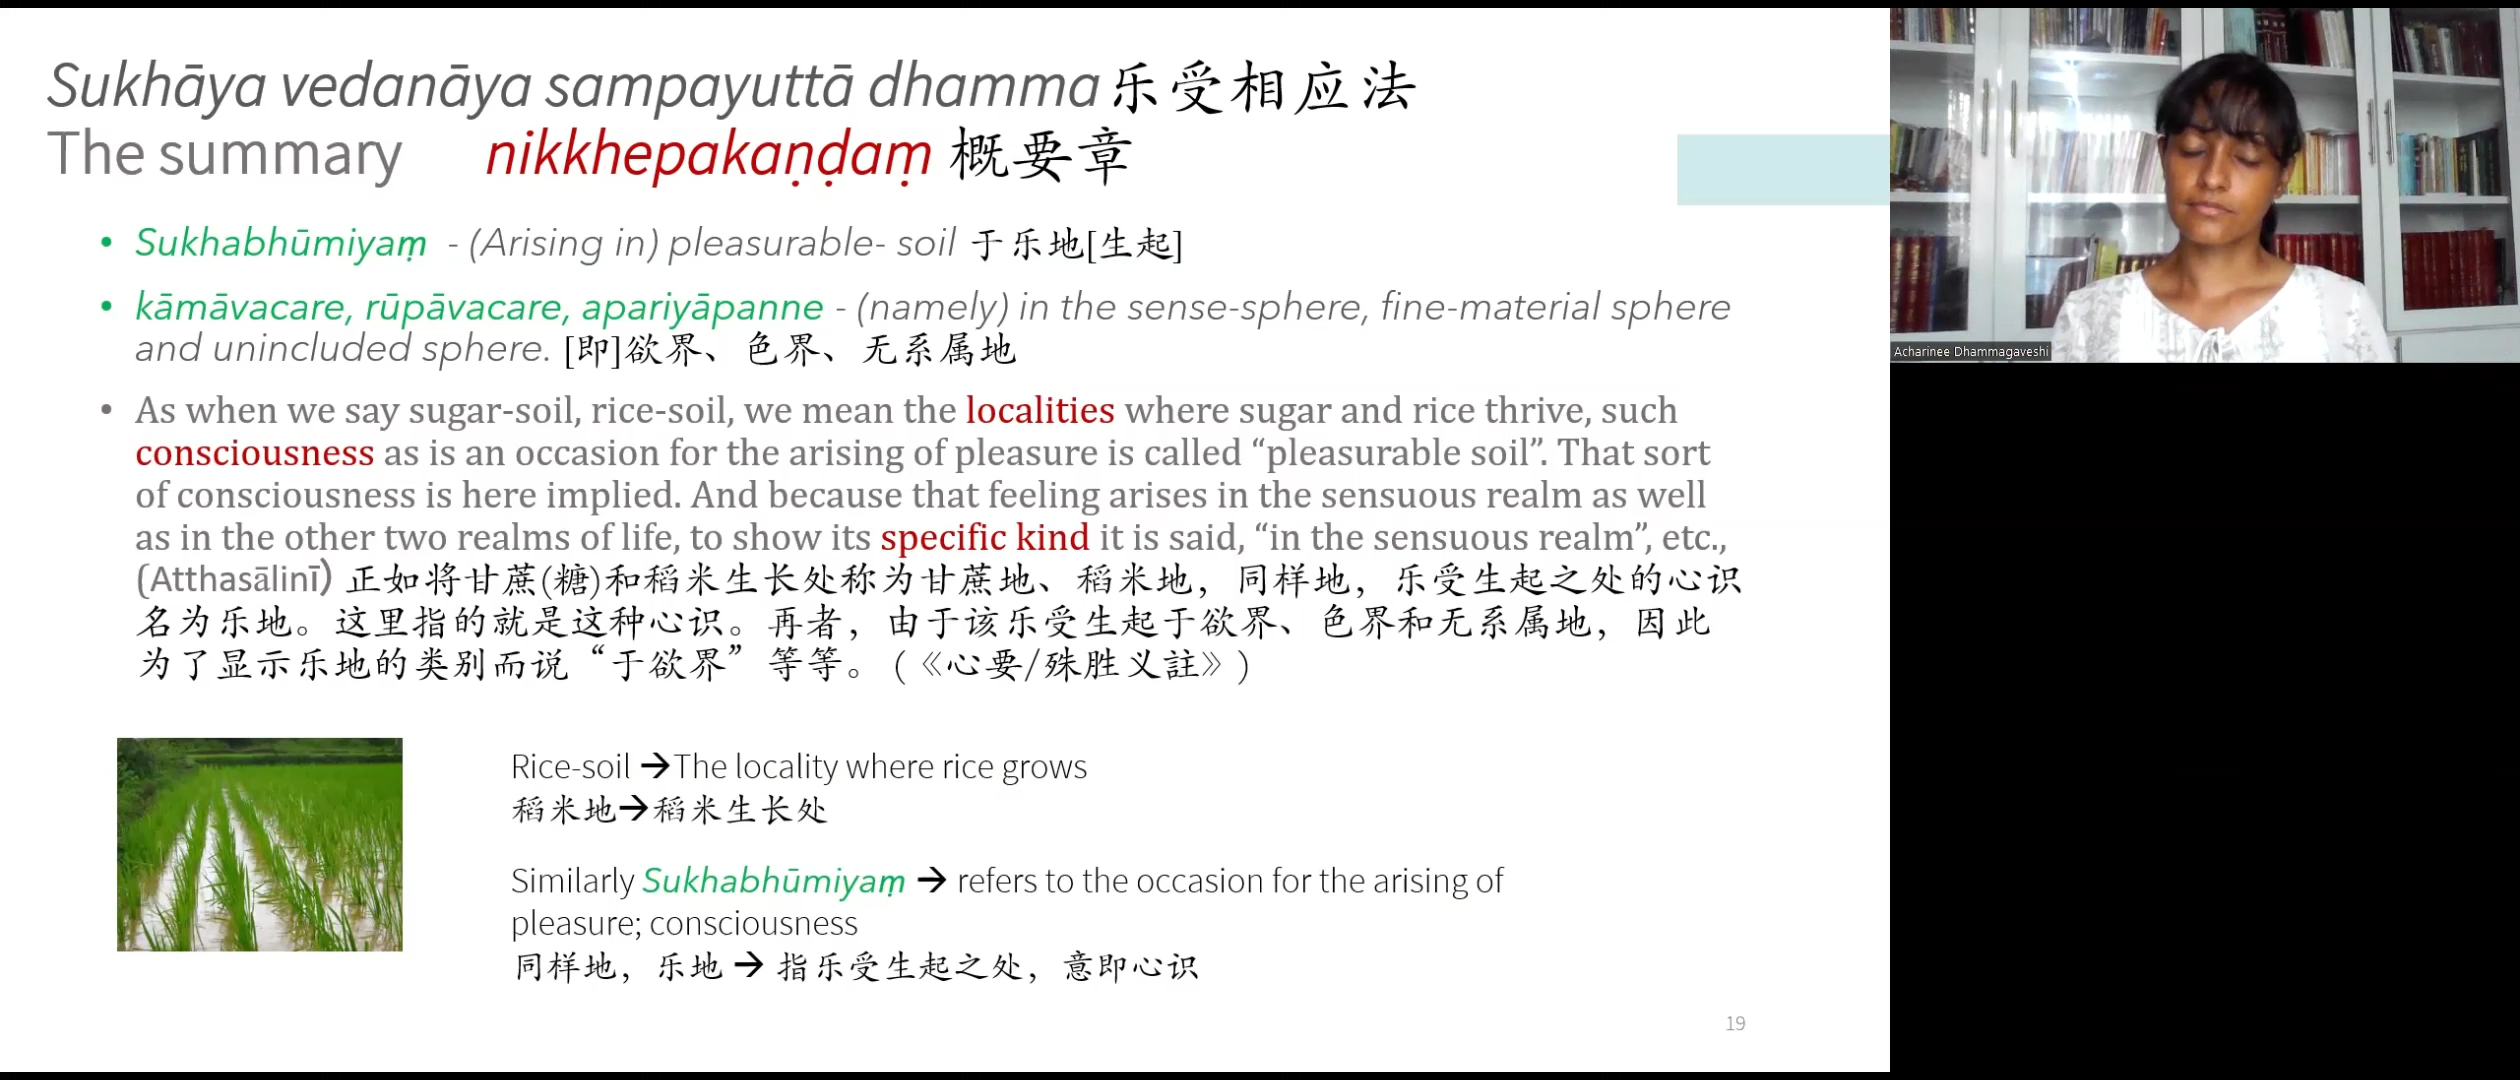 Sukhāya vedanāya sampayuttā dhamma乐受相应法
The summary nikkhepakaṇḍaṃ 概要章
• Sukhabhūmiyaṃ - (Arising in) pleasurable- soil 于乐地[生起]
• kāmāvacare, rūpāvacare, apariyāpanne - (namely) in the sense-sphere, fine-material sphere
and unincluded sphere. [即]欲界、色界、无系属地
• As when we say sugar-soil, rice-soil, we mean the localities where sugar and rice thrive, such
consciousness as is an occasion for the arising of pleasure is called “pleasurable soil”. That sort
of consciousness is here implied. And because that feeling arises in the sensuous realm as well
as in the other two realms of life, to show its specific kind it is said, “in the sensuous realm”, etc.,
(Atthasālinī) 正如将甘蔗(糖)和稻米生长处称为甘蔗地、稻米地，同样地，乐受生起之处的心识
名为乐地。这里指的就是这种心识。再者，由于该乐受生起于欲界、色界和无系属地，因此
为了显示乐地的类别而说“于欲界”等等。(《心要/殊胜义註》)
Rice-soil →The locality where rice grows
稻米地→稻米生长处
Similarly Sukhabhūmiyaṃ → refers to the occasion for the arising of
pleasure; consciousness
同样地，乐地 → 指乐受生起之处，意即心识
19
Acharinee Dhammagaveshi